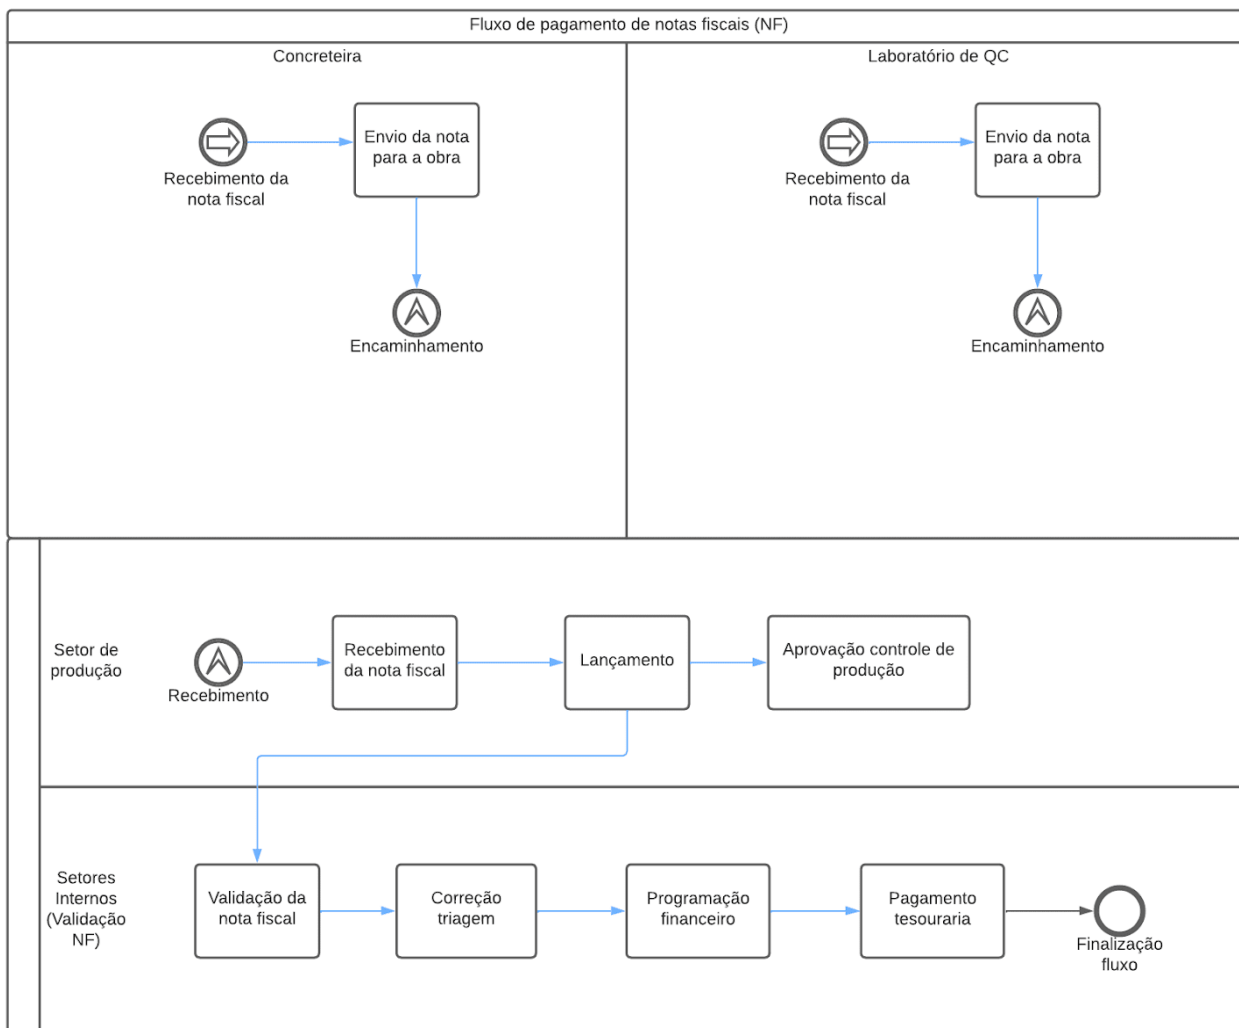 Fluxo de pagamento de notas fiscais (NF)
Concreteira
Recebimento da
nota fiscal
Envio da nota
para a obra
Encaminhamento
Laboratório de QC
Recebimento da
nota fiscal
Envio da nota
para a obra
Encaminhamento
Setor de
produção
Recebimento
Recebimento
da nota fiscal
Lançamento
Aprovação controle de
produção
Setores
Internos
(Validação
NF)
Validação da
nota fiscal
Correção
triagem
Programação
financeiro
Pagamento
tesouraria
Finalização
fluxo